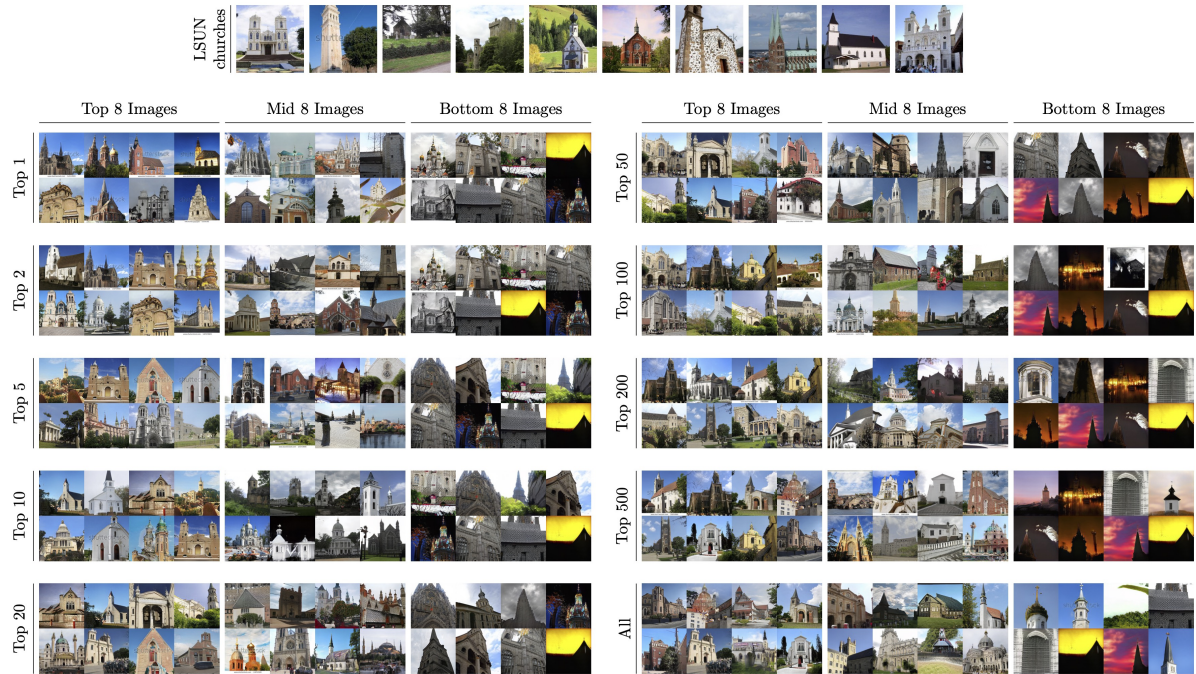 LSUN
churches
Top 8 Images
Mid 8 Images
Bottom 8 Images
Top 8 Images
Mid 8 Images
Bottom 8 Images
Top 1
Top 50
Top 2
Top 100
Top 5
Top 200
Top 10
Top 500
Top 20
All